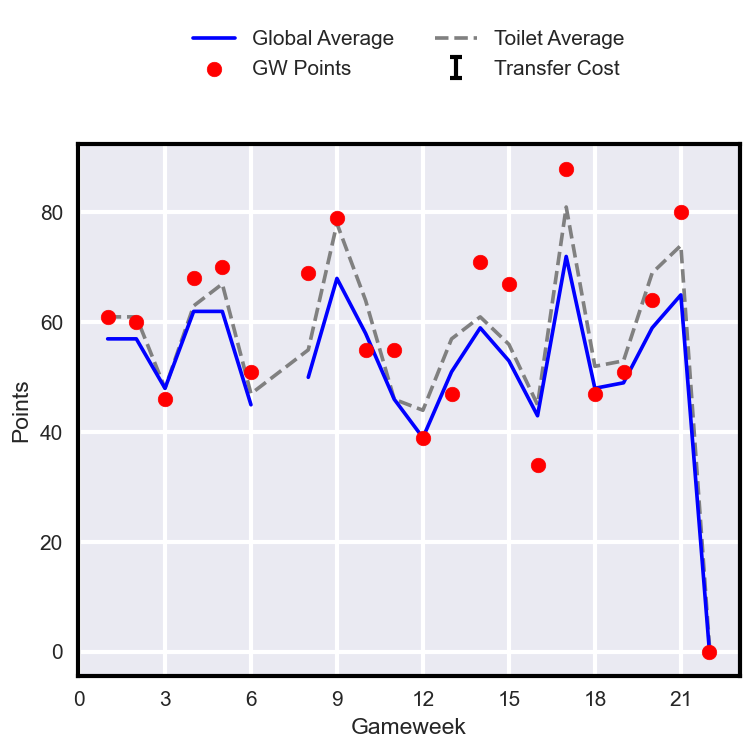 Global Average
Toilet Average
GW Points
Transfer Cost
80
60
40
20
0
0 3 6 9 12 15 18 21
Points
Gameweek